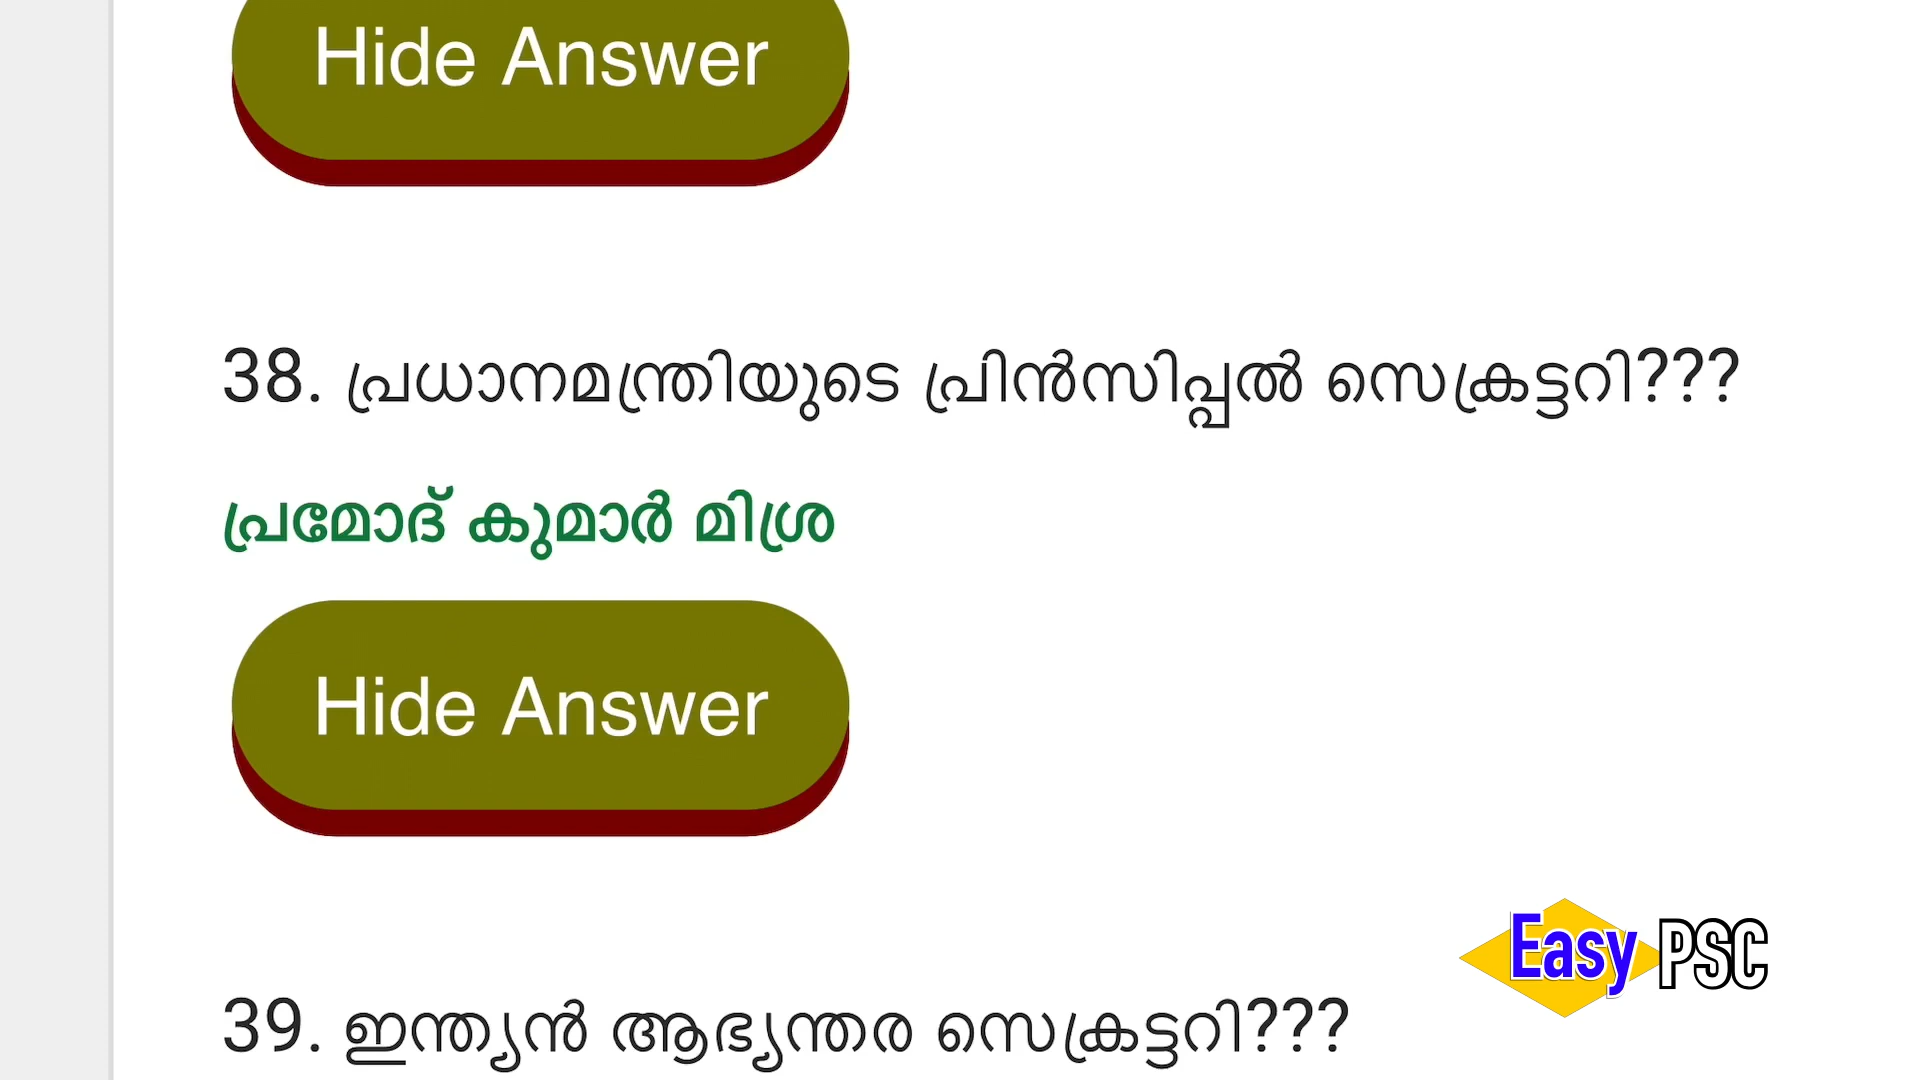 Hide Answer
38. പ്രധാനമന്ത്രിയുടെ പ്രിൻസിപ്പൽ സെക്രട്ടറി???
പ്രമോദ് കുമാർ മിശ്ര
Hide Answer
Easy PSC
39. ഇന്ത്യൻ ആഭ്യന്തര സെക്രട്ടറി???